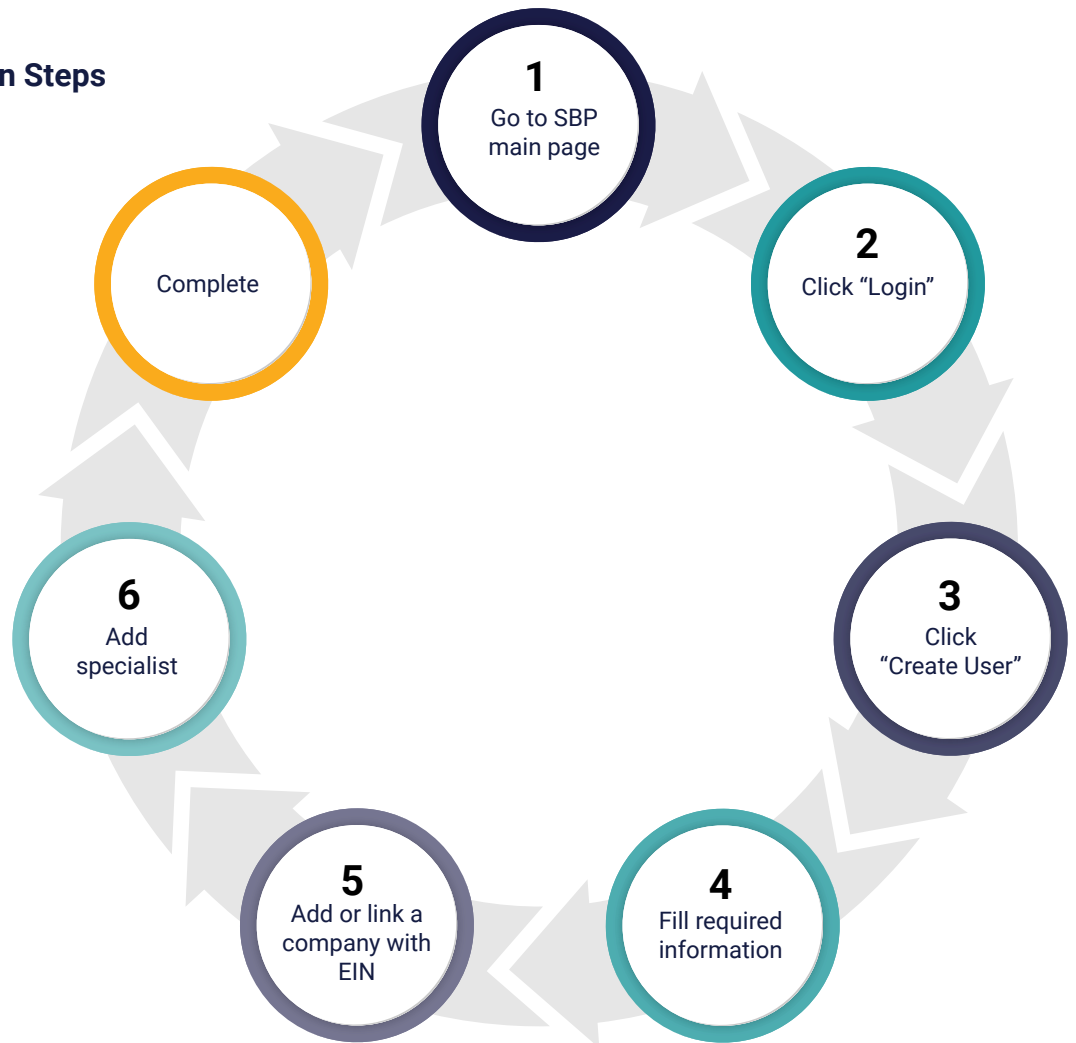 n Steps
1
Go to SBP
main page
2
Click “Login”
3
Click
“Create User”
4
Fill required
information
5
Add or link a
company with
EIN
6
Add
specialist
Complete